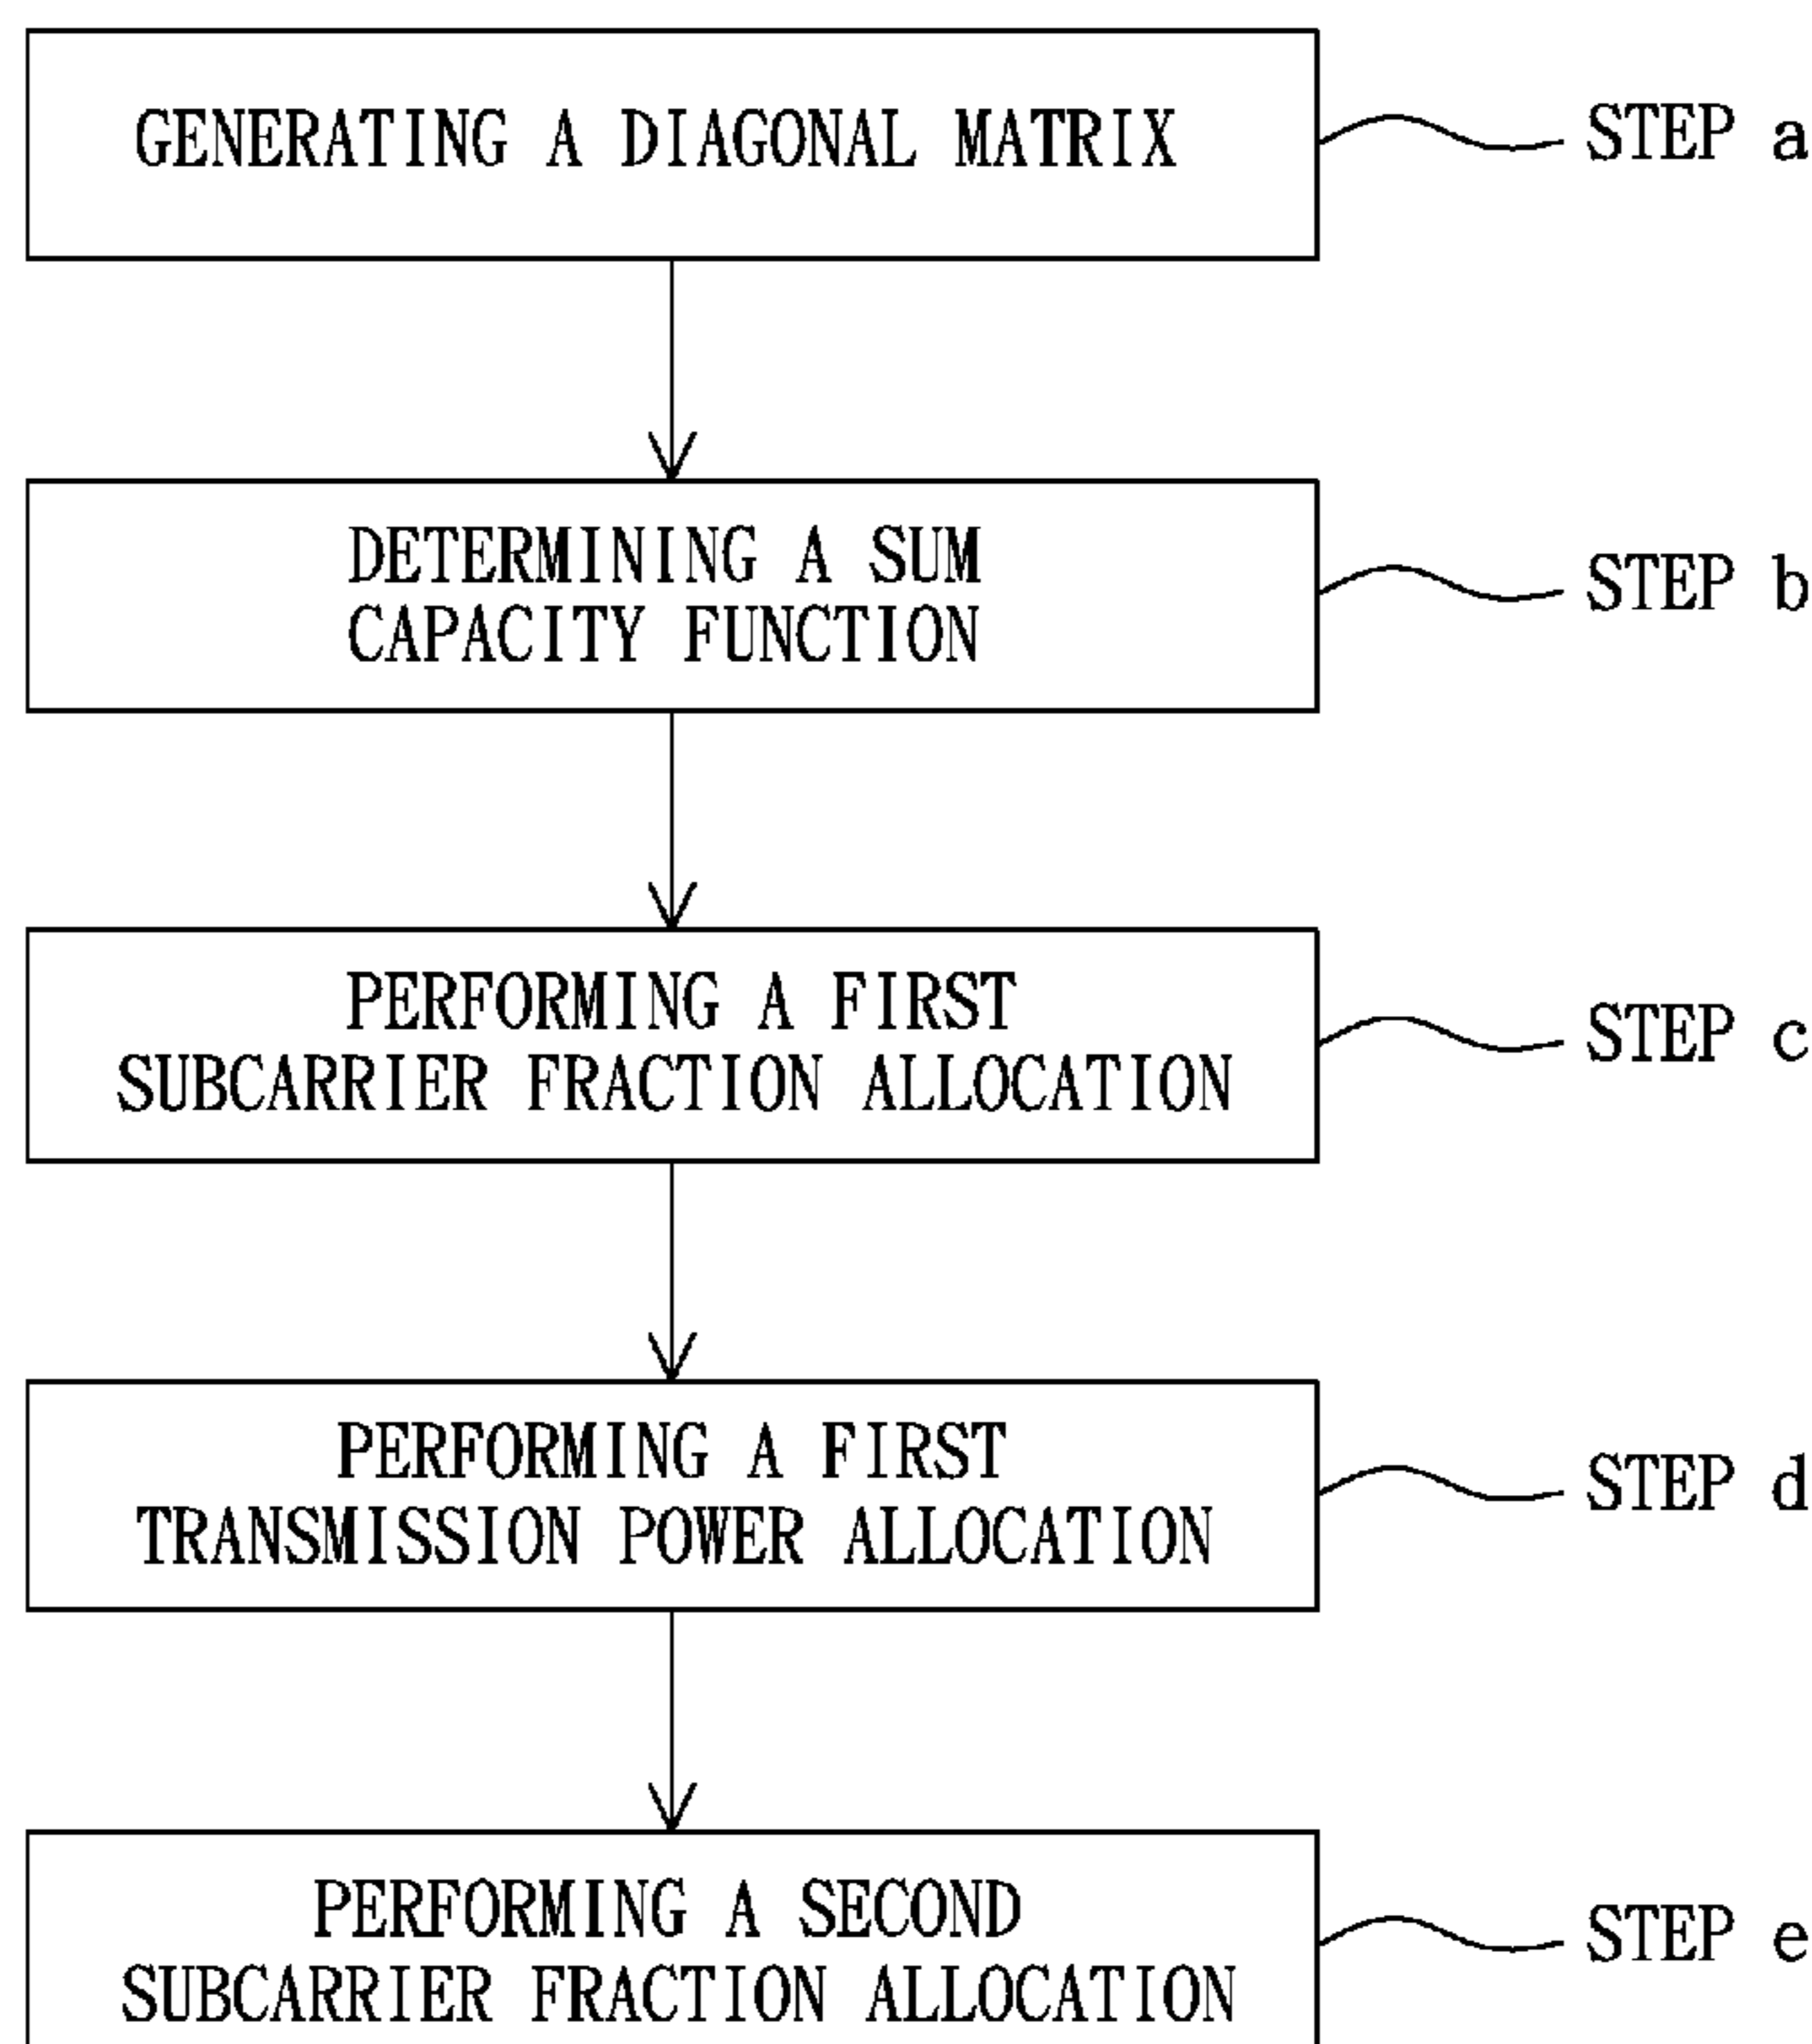 GENERATING A DIAGONAL MATRIX
STEP a
DETERMINING A SUM
CAPACITY FUNCTION
STEP b
PERFORMING A FIRST
SUBCARRIER FRACTION ALLOCATION
STEP c
PERFORMING A FIRST
TRANSMISSION POWER ALLOCATION
STEP d
PERFORMING A SECOND
SUBCARRIER FRACTION ALLOCATION
STEP e